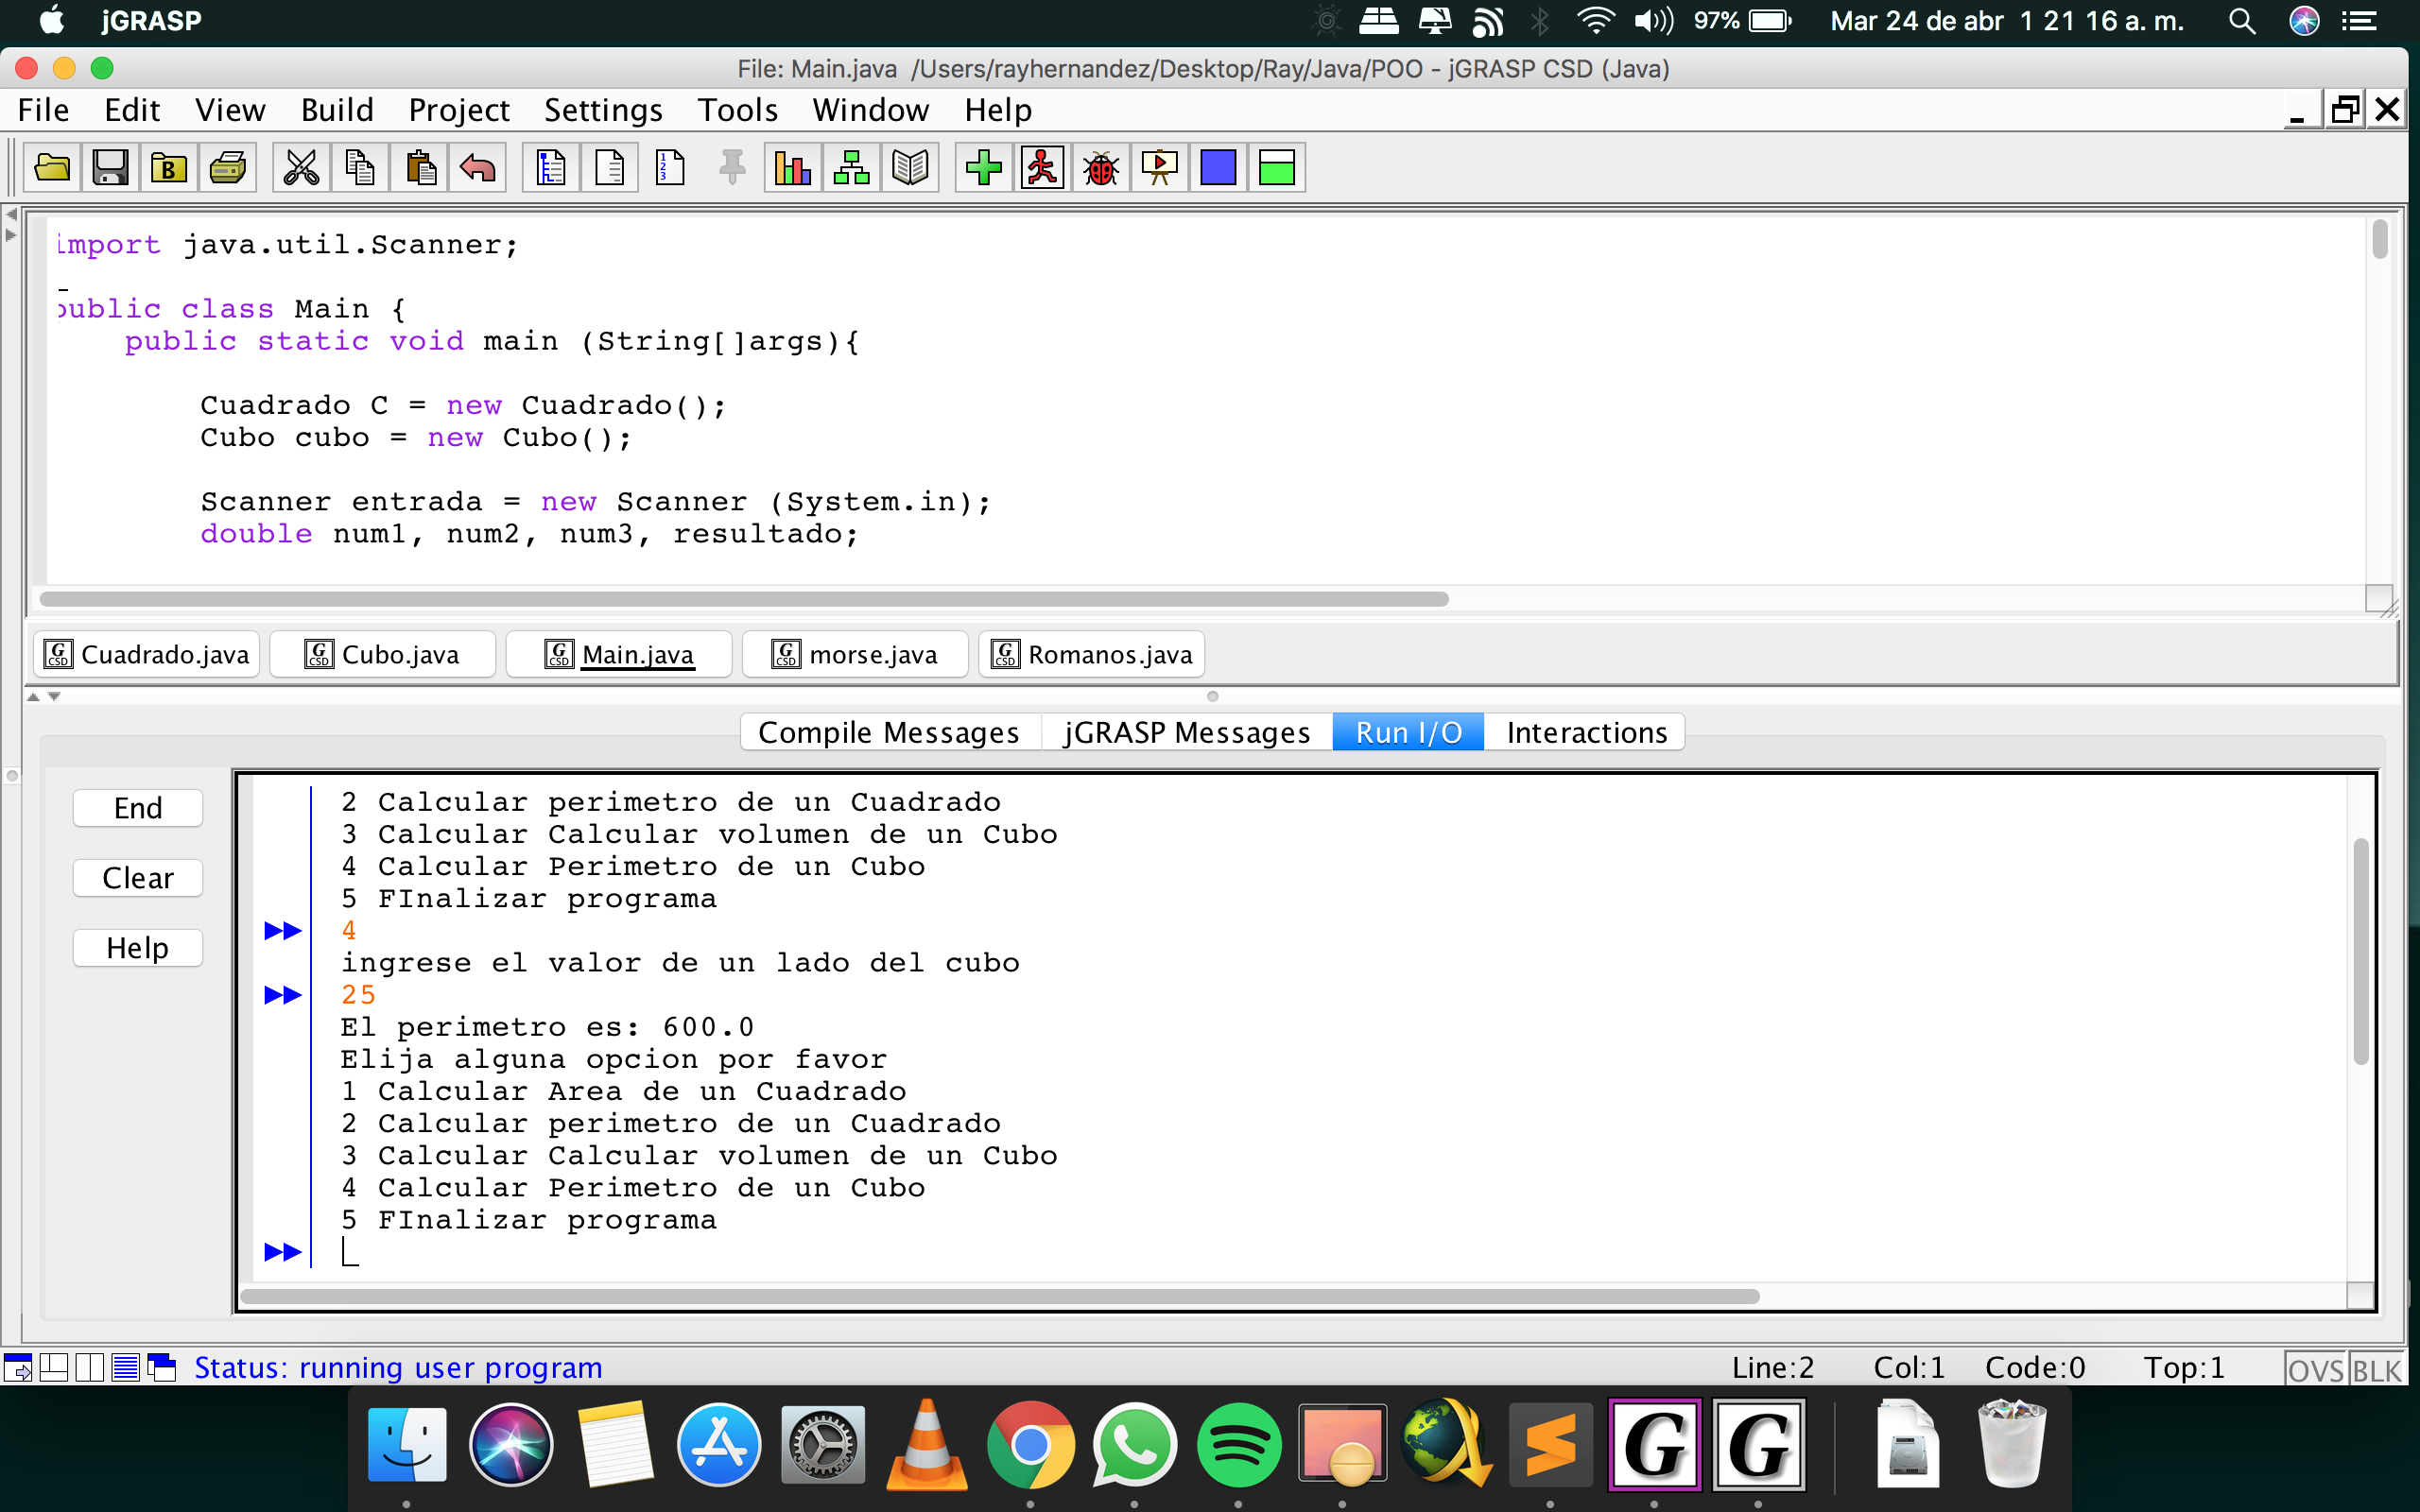 jGRASP
97%
Mar 24 de abr 1 21 16 a. m.
File: Main.java /Users/rayhernandez/Desktop/Ray/Java/POO - jGRASP CSD (Java)
File Edit View Build Project Settings Tools Window Help
import java.util.Scanner;
public class Main {
public static void main (String[]args){
Cuadrado C = new Cuadrado();
Cubo cubo = new Cubo();
Scanner entrada = new Scanner (System.in);
double num1, num2, num3, resultado;
Cuadrado.java Cubo.java Main.java morse.java Romanos.java
Compile Messages jGRASP Messages Run I/O Interactions
End
Clear
Help
2 Calcular perimetro de un Cuadrado
3 Calcular Calcular volumen de un Cubo
4 Calcular Perimetro de un Cubo
5 FInalizar programa
4
ingrese el valor de un lado del cubo
25
El perimetro es: 600.0
Elija alguna opcion por favor
1 Calcular Area de un Cuadrado
2 Calcular perimetro de un Cuadrado
3 Calcular Calcular volumen de un Cubo
4 Calcular Perimetro de un Cubo
5 FInalizar programa
Status: running user program
Line:2 Col:1 Code:0 Top:1 OVS BLK